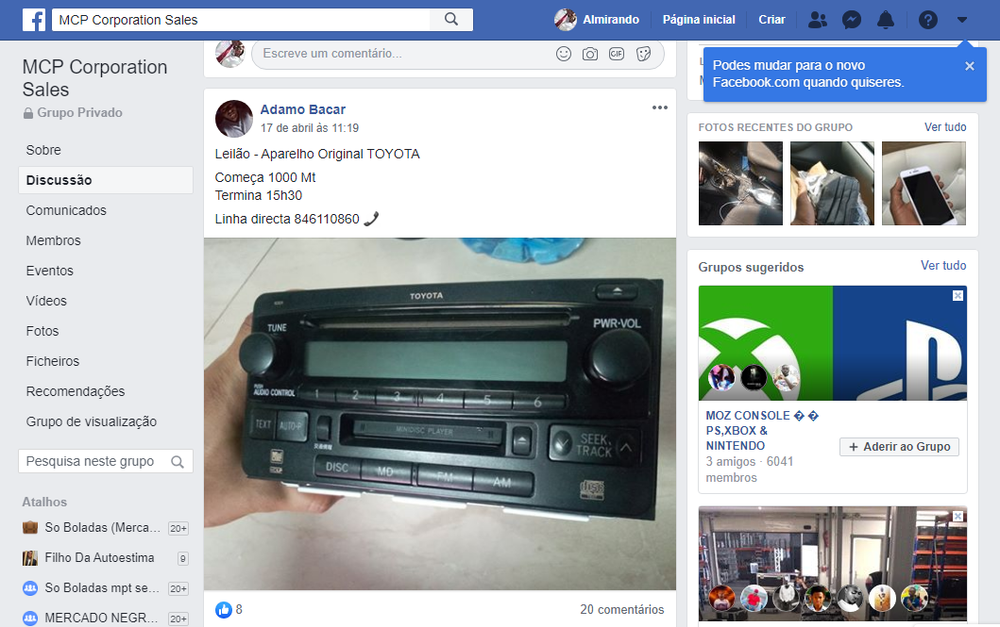 MCP Corporation Sales
Almirando
Página inicial
Criar
MCP Corporation
Sales
Grupo Privado
Sobre
Discussão
Comunicados
Membros
Eventos
Vídeos
Fotos
Ficheiros
Recomendações
Grupo de visualização
Pesquisa neste grupo
Atalhos
So Boladas (Merca... 20+
Filho Da Autoestima 9
So Boladas mpt se... 20+
MERCADO NEGR... 20+
Escreve um comentário...
GIF
Adamo Bacar
17 de abril às 11:19
Leilão - Aparelho Original TOYOTA
Começa 1000 Mt
Termina 15h30
Linha directa 846110860
TOYOTA
TUNE
PWR·VOL
PUSH
AUDIO CONTROL
1 2 3 4 5 6
TEXT
AUTO-P
MINIDISC PLAYER
SEEK
TRACK
DISC
MD
FM
AM
8
20 comentários
Podes mudar para o novo
Facebook.com quando quiseres.
FOTOS RECENTES DO GRUPO
Ver tudo
Grupos sugeridos
Ver tudo
MOZ CONSOLE � �
PS,XBOX &
NINTENDO
3 amigos · 6041
membros
+ Aderir ao Grupo